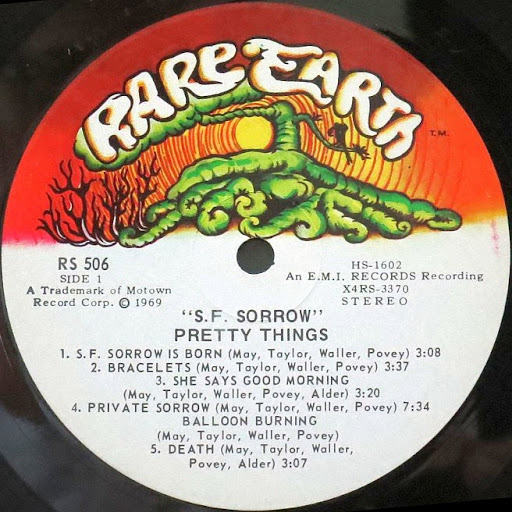 RARE EARTH
T.M.
RS 506
SIDE 1
A Trademark of Motown
Record Corp. © 1969
HS-1602
An E.M.I. RECORDS Recording
X4RS-3370
STEREO
"S.F. SORROW"
PRETTY THINGS
1. S.F. SORROW IS BORN (May, Taylor, Waller, Povey) 3:08
2. BRACELETS (May, Taylor, Waller, Povey) 3:37
3. SHE SAYS GOOD MORNING
(May, Taylor, Waller, Povey, Alder) 3:20
4. PRIVATE SORROW (May, Taylor, Waller, Povey) 7:34
BALLOON BURNING
(May, Taylor, Waller, Povey)
5. DEATH (May, Taylor, Waller,
Povey, Alder) 3:07